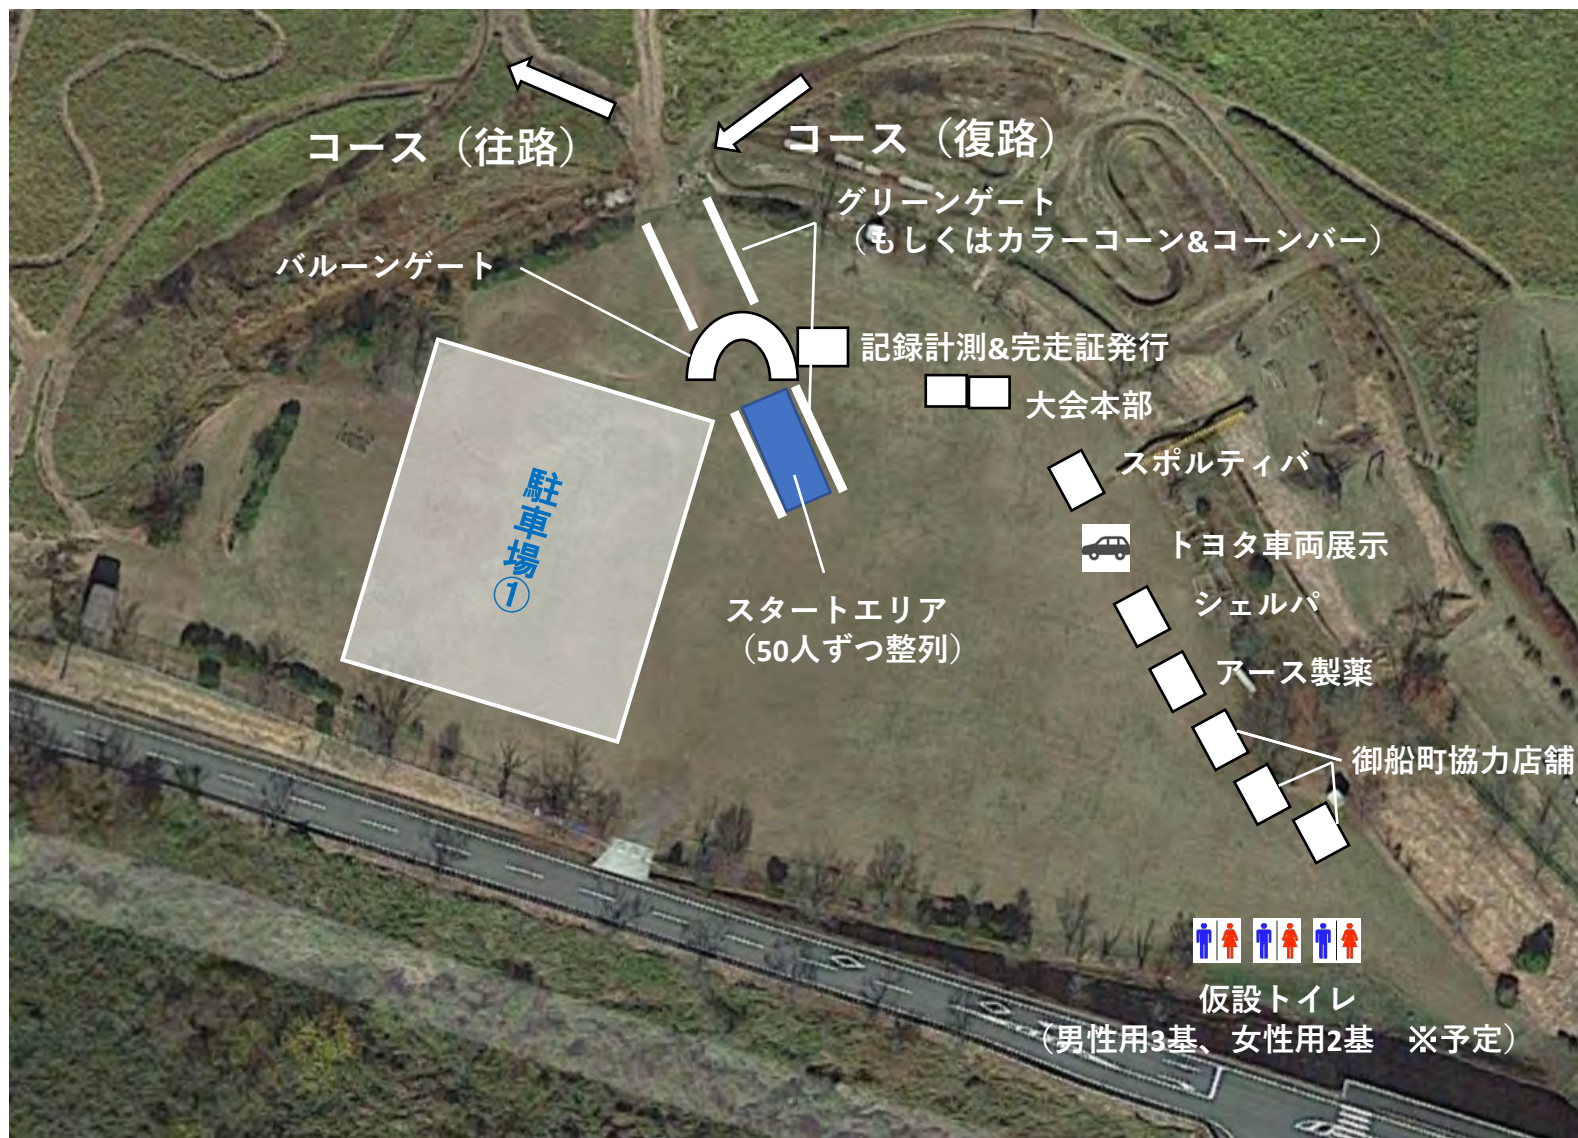 コース（往路）
コース（復路）
グリーンゲート
（もしくはカラーコーン&コーンバー）
バルーンゲート
記録計測&完走証発行
大会本部
スポルティバ
駐車場①
トヨタ車両展示
シェルパ
スタートエリア
（50人ずつ整列）
アース製薬
御船町協力店舗
仮設トイレ
（男性用3基、女性用2基　※予定）